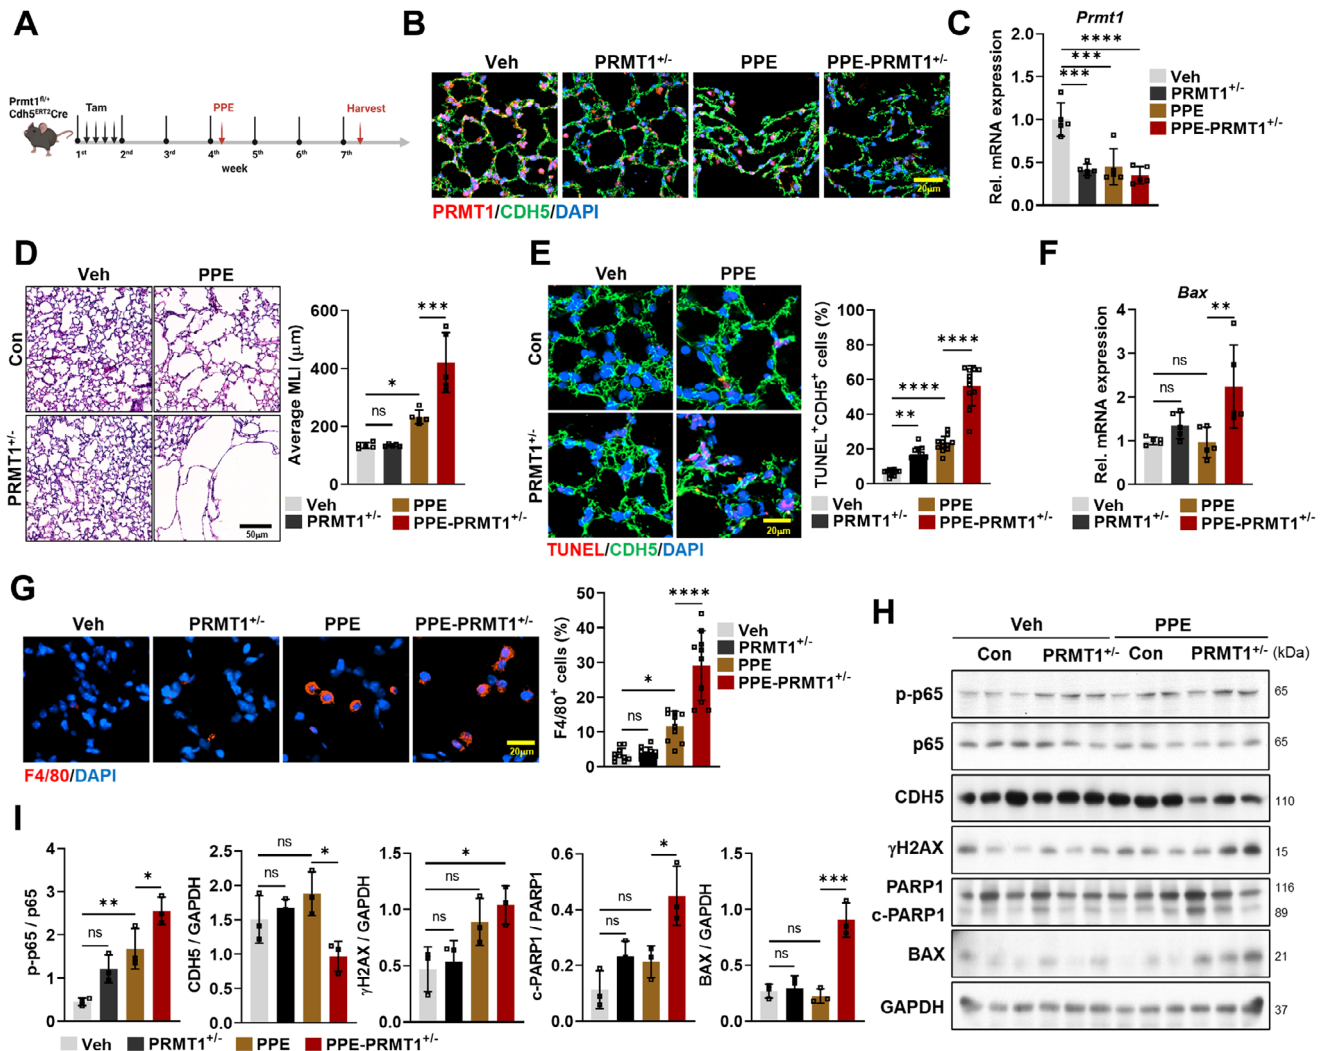 A
Prmt1fl/+
Cdh5ERT2Cre
Tam
PPE
Harvest
1st 2nd 3rd 4th 5th 6th 7th
week
B
Veh PRMT1+/- PPE PPE-PRMT1+/-
20μm
PRMT1/CDH5/DAPI
C
Prmt1
Rel. mRNA expression
2.0
1.5
1.0
0.5
0.0
****
***
***
Veh
PRMT1+/-
PPE
PPE-PRMT1+/-
D
Veh PPE
Con
PRMT1+/-
50μm
Average MLI (μm)
600
400
200
0
***
*
ns
Veh PPE
PRMT1+/- PPE-PRMT1+/-
E
Veh PPE
Con
PRMT1+/-
20μm
TUNEL/CDH5/DAPI
TUNEL+CDH5+ cells (%)
100
80
60
40
20
0
****
****
**
Veh PPE
PRMT1+/- PPE-PRMT1+/-
F
Bax
Rel. mRNA expression
4
3
2
1
0
**
ns
ns
Veh PPE
PRMT1+/- PPE-PRMT1+/-
G
Veh PRMT1+/- PPE PPE-PRMT1+/-
20μm
F4/80/DAPI
F4/80+ cells (%)
50
40
30
20
10
0
****
*
ns
Veh
PRMT1+/-
PPE
PPE-PRMT1+/-
H
Veh PPE
Con PRMT1+/- Con PRMT1+/- (kDa)
p-p65 65
p65 65
CDH5 110
γH2AX 15
PARP1 116
c-PARP1 89
BAX 21
GAPDH 37
I
p-p65 / p65
4
3
2
1
0
*
**
ns
CDH5 / GAPDH
2.5
2.0
1.5
1.0
0.5
0.0
ns
*
ns
γH2AX / GAPDH
1.5
1.0
0.5
0.0
*
ns
ns
c-PARP1 / PARP1
0.6
0.4
0.2
0.0
*
ns
ns
BAX / GAPDH
1.5
1.0
0.5
0.0
***
ns
ns
Veh PRMT1+/- PPE PPE-PRMT1+/-